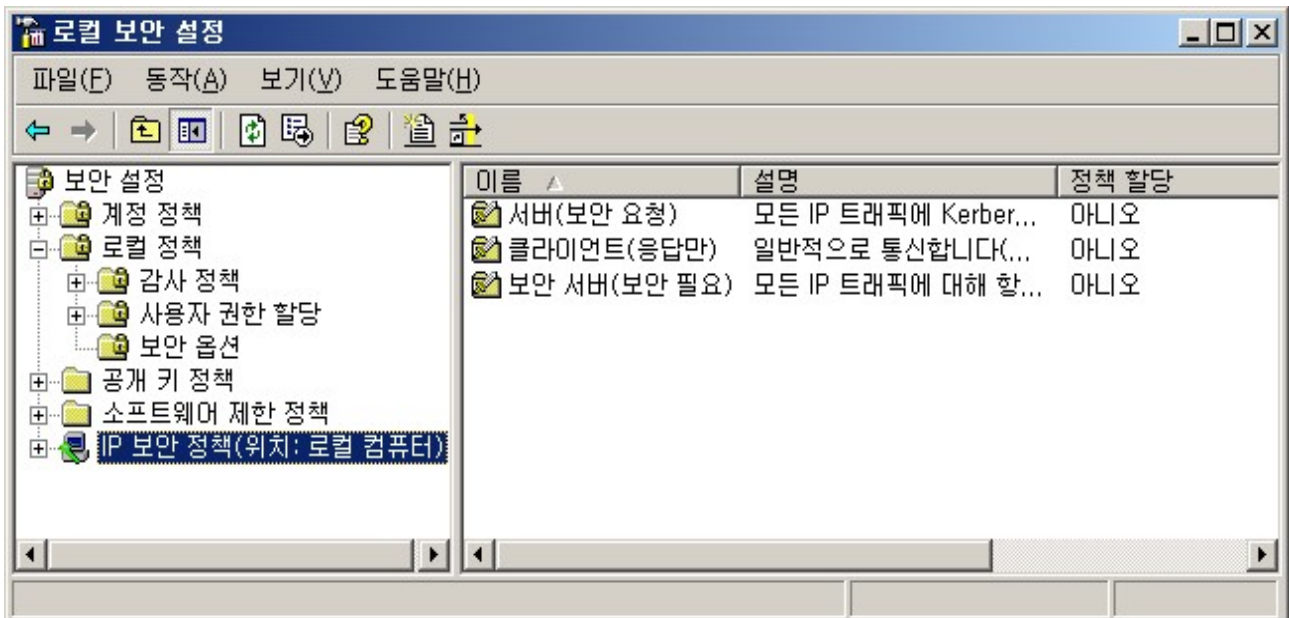 로컬 보안 설정
파일(F) 동작(A) 보기(V) 도움말(H)
보안 설정
계정 정책
로컬 정책
감사 정책
사용자 권한 할당
보안 옵션
공개 키 정책
소프트웨어 제한 정책
IP 보안 정책(위치: 로컬 컴퓨터)
이름 설명 정책 할당
서버(보안 요청) 모든 IP 트래픽에 Kerber... 아니오
클라이언트(응답만) 일반적으로 통신합니다(... 아니오
보안 서버(보안 필요) 모든 IP 트래픽에 대해 항... 아니오